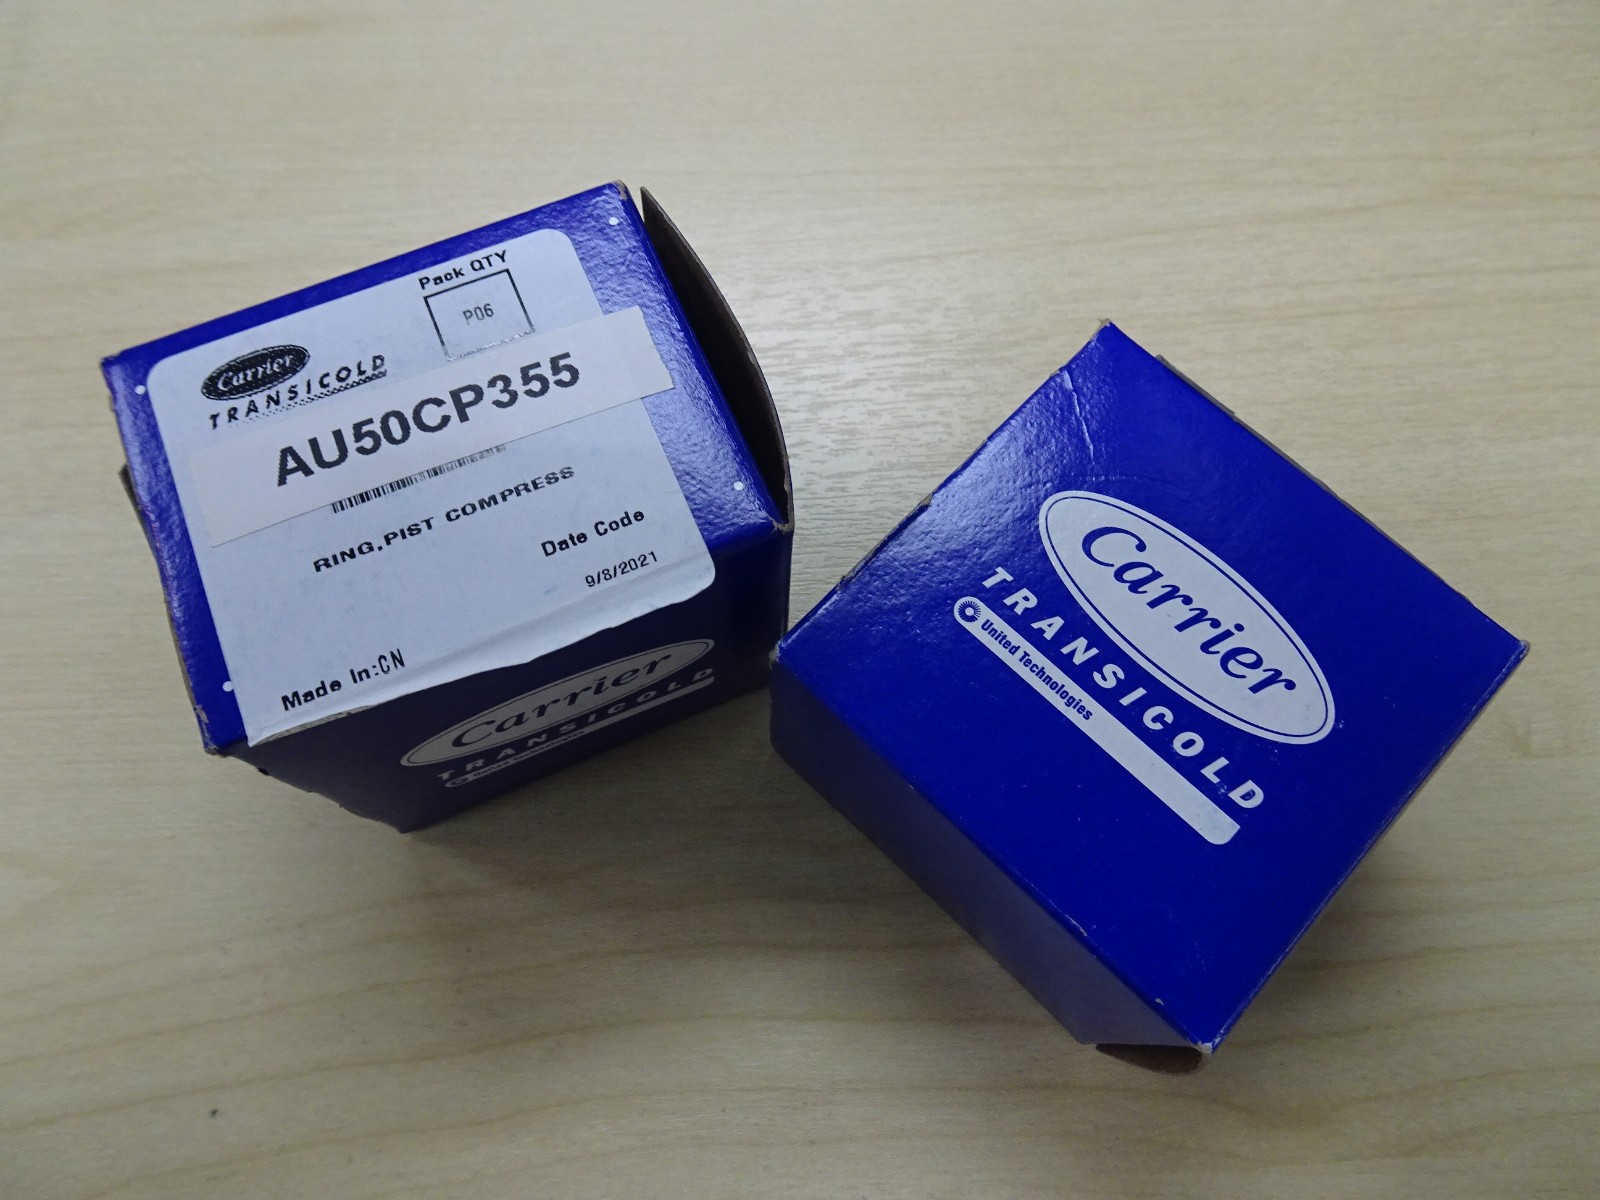 Pack QTY
P06
Carrier
TRANSICOLD
AU50CP355
RING,PIST COMPRESS
Date Code
9/8/2021
Made In:CN
Carrier
TRANSICOLD
Carrier
TRANSICOLD
United Technologies